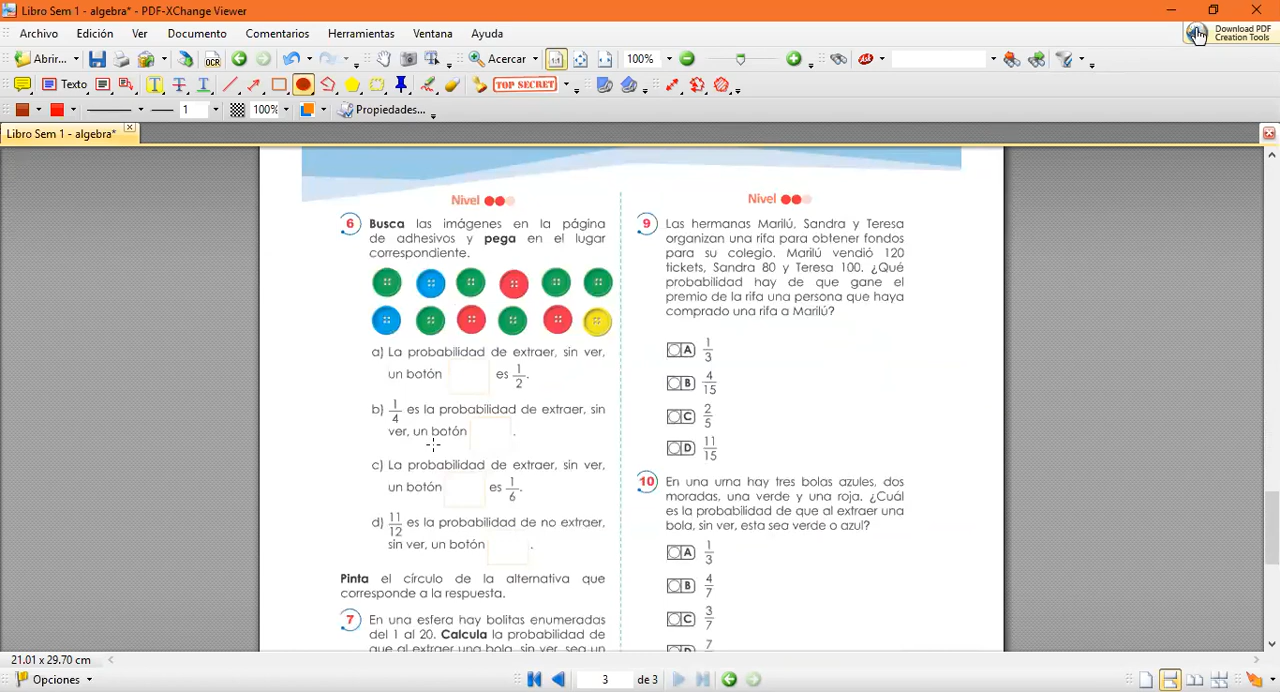 Libro Sem 1 - algebra* - PDF-XChange Viewer
Archivo Edición Ver Documento Comentarios Herramientas Ventana Ayuda
Download PDF
Creation Tools
Abrir... OCR Acercar 100%
Texto TOP SECRET
1 100% Propiedades...
Libro Sem 1 - algebra*
Nivel
6 Busca las imágenes en la página
de adhesivos y pega en el lugar
correspondiente.
a) La probabilidad de extraer, sin ver,
un botón es 1/2.
b) 1/4 es la probabilidad de extraer, sin
ver, un botón .
c) La probabilidad de extraer, sin ver,
un botón es 1/6.
d) 11/12 es la probabilidad de no extraer,
sin ver, un botón .
Pinta el círculo de la alternativa que
corresponde a la respuesta.
7 En una esfera hay bolitas enumeradas
del 1 al 20. Calcula la probabilidad de
que al extraer una bola, sin ver, sea un
Nivel
9 Las hermanas Marilú, Sandra y Teresa
organizan una rifa para obtener fondos
para su colegio. Marilú vendió 120
tickets, Sandra 80 y Teresa 100. ¿Qué
probabilidad hay de que gane el
premio de la rifa una persona que haya
comprado una rifa a Marilú?
A 1/3
B 4/15
C 2/5
D 11/15
10 En una urna hay tres bolas azules, dos
moradas, una verde y una roja. ¿Cuál
es la probabilidad de que al extraer una
bola, sin ver, esta sea verde o azul?
A 1/3
B 4/7
C 3/7
D 7
21.01 x 29.70 cm
Opciones 3 de 3